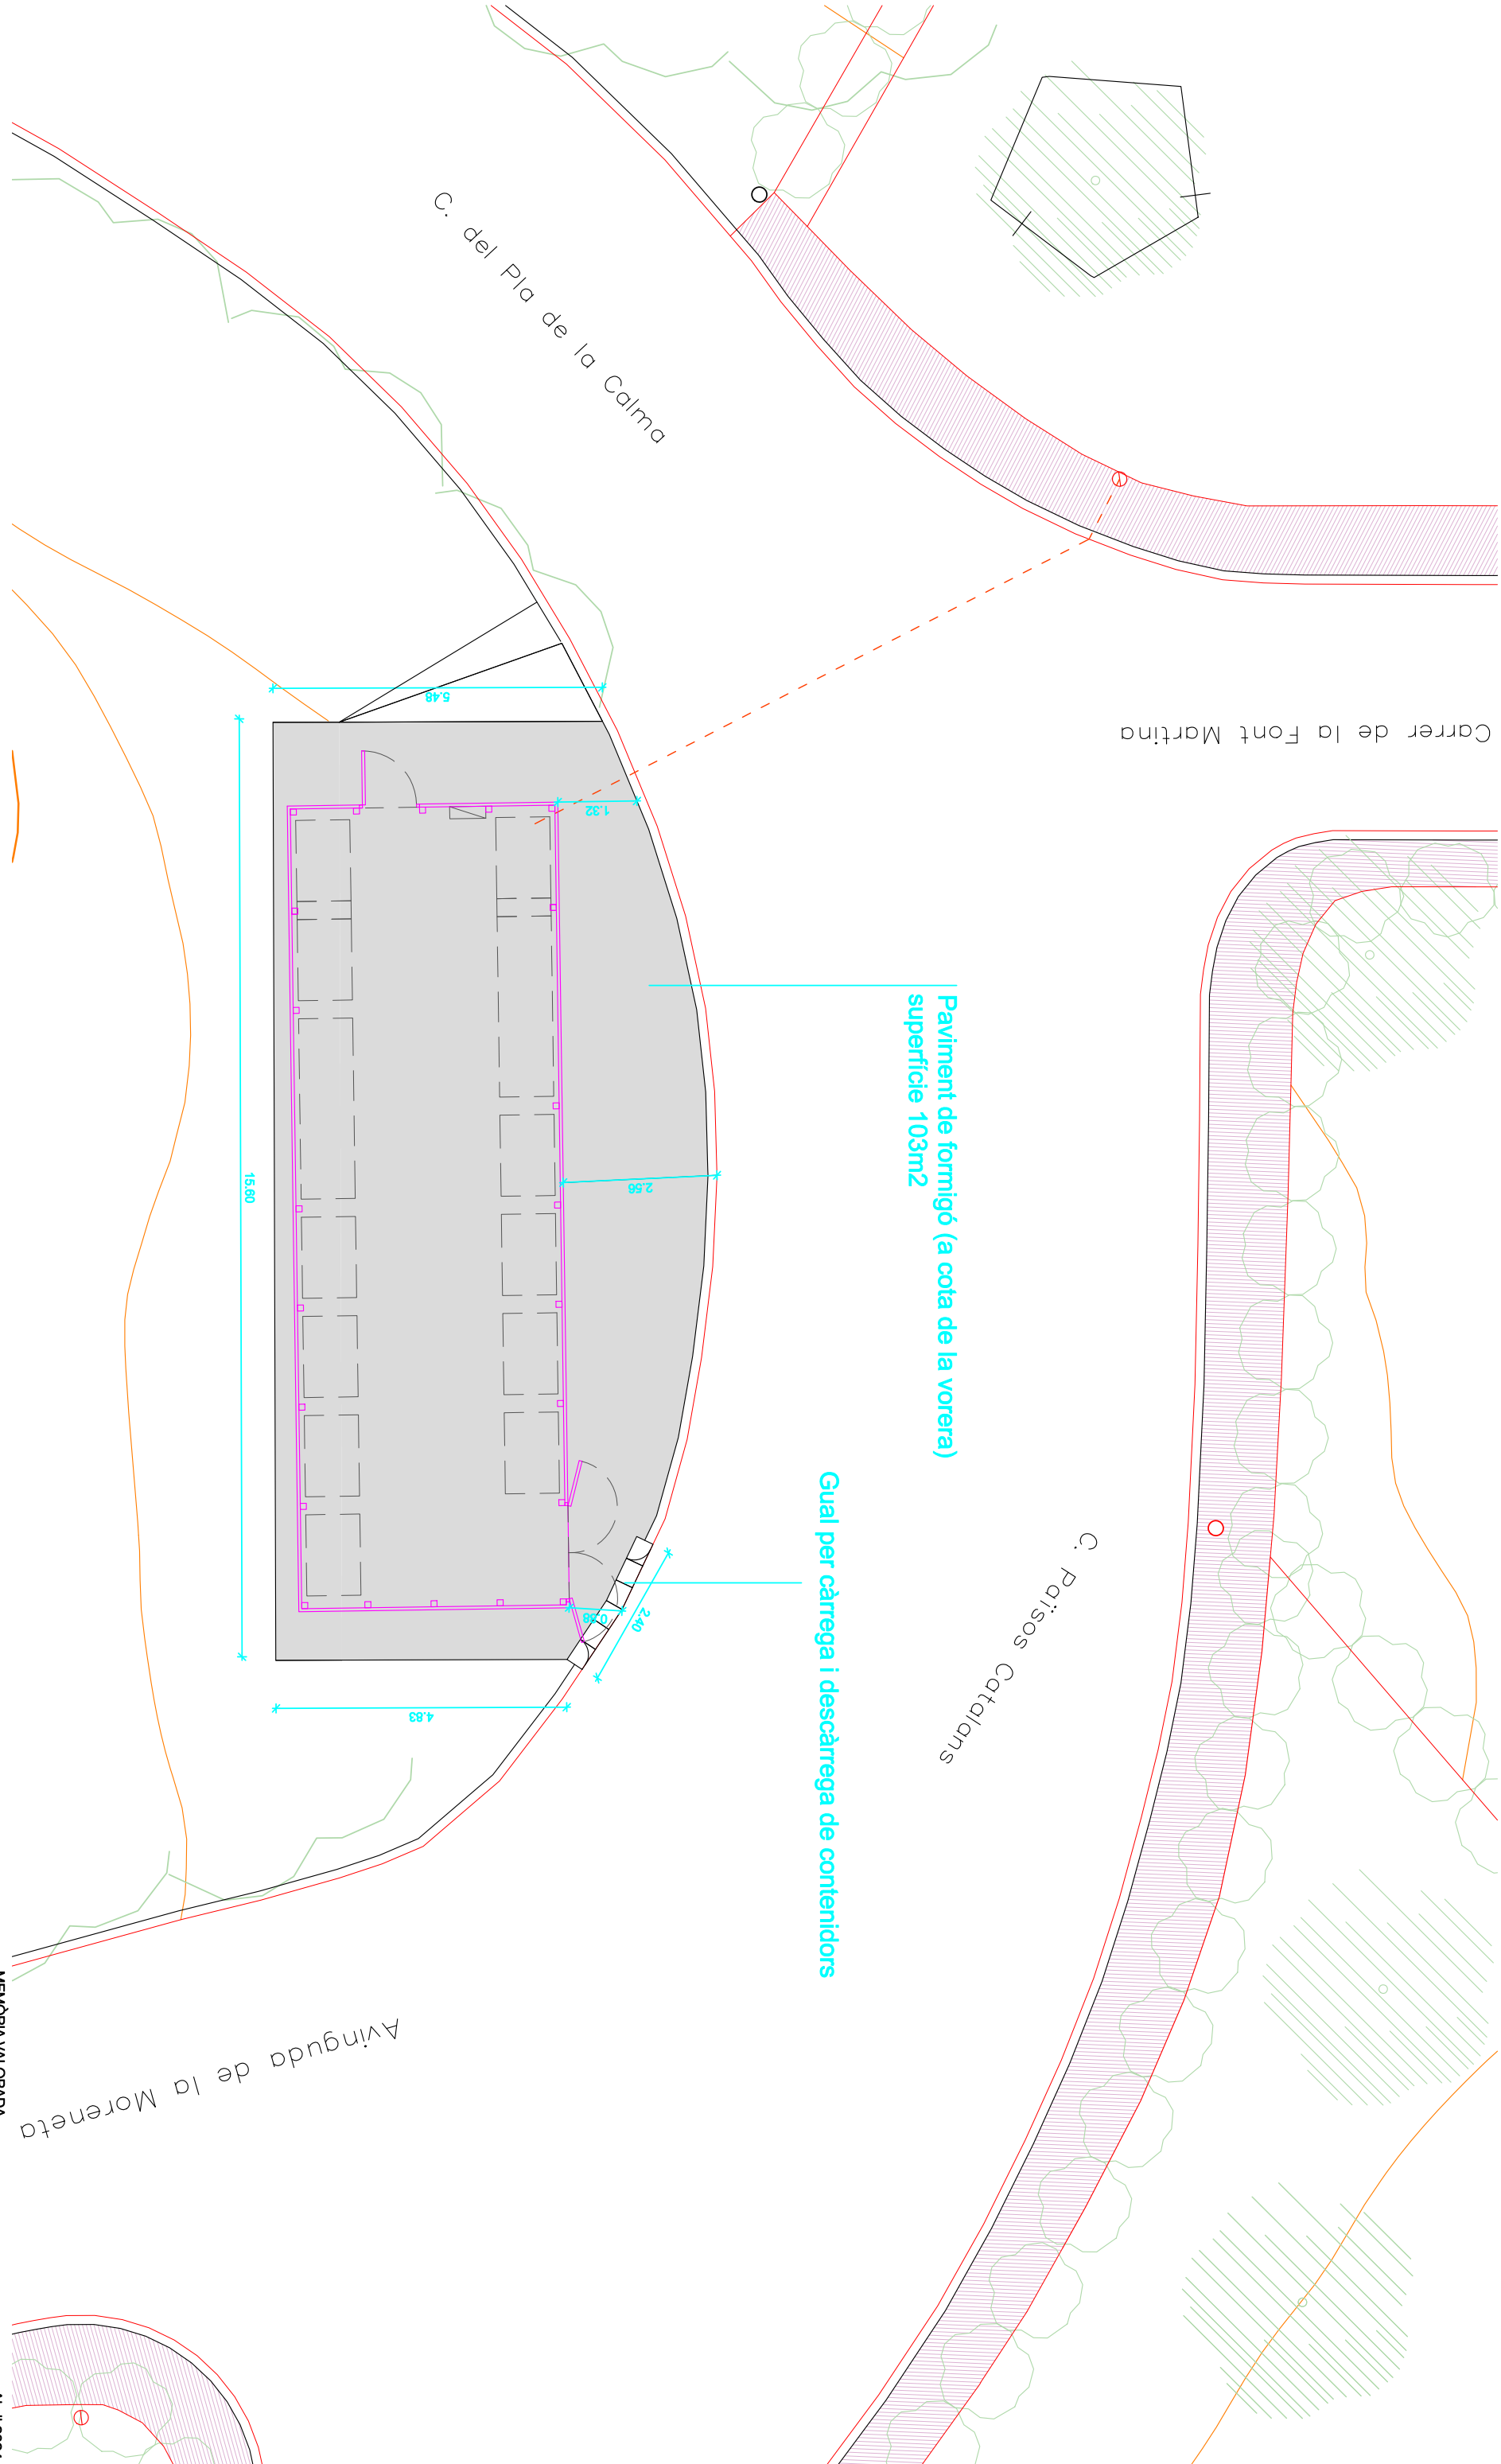 C. del Pla de la Calma
5.48
Carrer de la Font Martina
1.32
Paviment de formigó (a cota de la vorera)
superfície 103m2
15.60
2.56
Gual per càrrega i descàrrega de contenidors
C. Països Catalans
0.88
2.40
4.83
Avinguda de la Moreneta
MEMÒRIA VALORADA